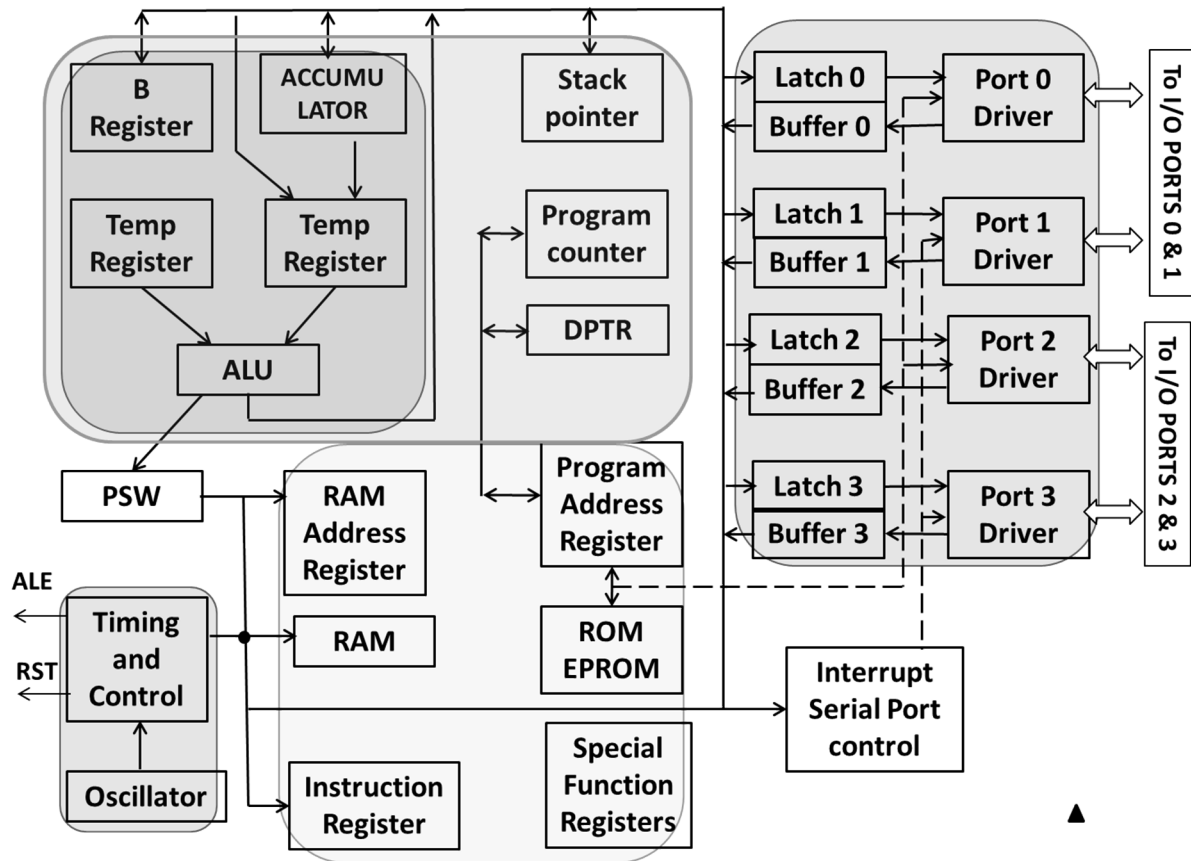 B
Register
ACCUMU
LATOR
Stack
pointer
Temp
Register
Temp
Register
Program
counter
DPTR
ALU
PSW
RAM
Address
Register
Program
Address
Register
ALE
RST
Timing
and
Control
RAM
ROM
EPROM
Oscillator
Instruction
Register
Special
Function
Registers
Interrupt
Serial Port
control
Latch 0
Buffer 0
Port 0
Driver
Latch 1
Buffer 1
Port 1
Driver
Latch 2
Buffer 2
Port 2
Driver
Latch 3
Buffer 3
Port 3
Driver
To I/O PORTS 0 & 1
To I/O PORTS 2 & 3